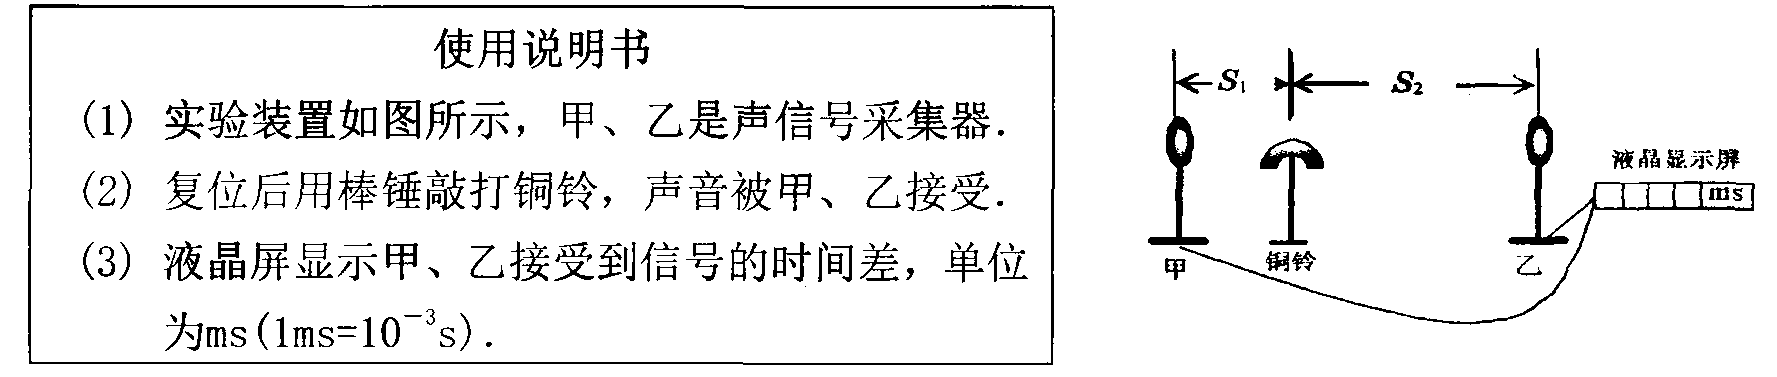 使用说明书
(1) 实验装置如图所示，甲、乙是声信号采集器．
(2) 复位后用棒锤敲打铜铃，声音被甲、乙接受．
(3) 液晶屏显示甲、乙接受到信号的时间差，单位
为ms(1ms=10⁻³s)．
S₁
S₂
液晶显示屏
ms
甲
铜铃
乙